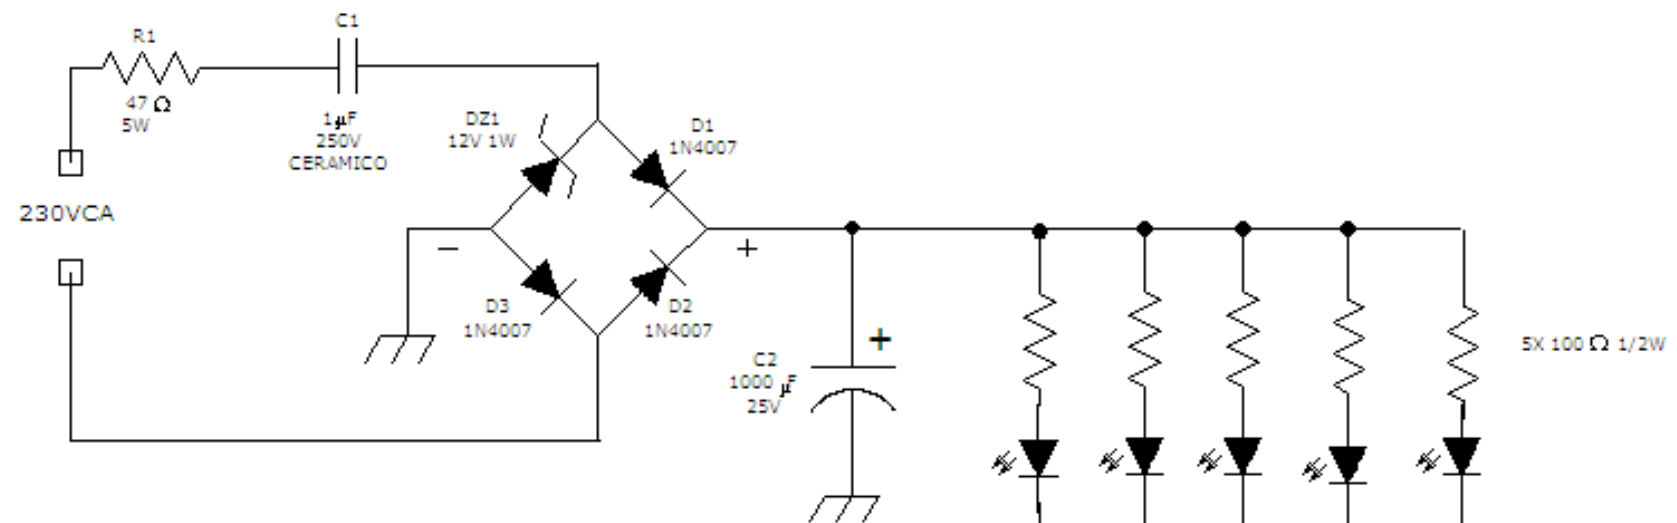 R1
47 Ω
5W
C1
1µF
250V
CERAMICO
DZ1
12V 1W
D1
1N4007
230VCA
−
+
D3
1N4007
D2
1N4007
+
C2
1000 µF
25V
5X 100 Ω 1/2W